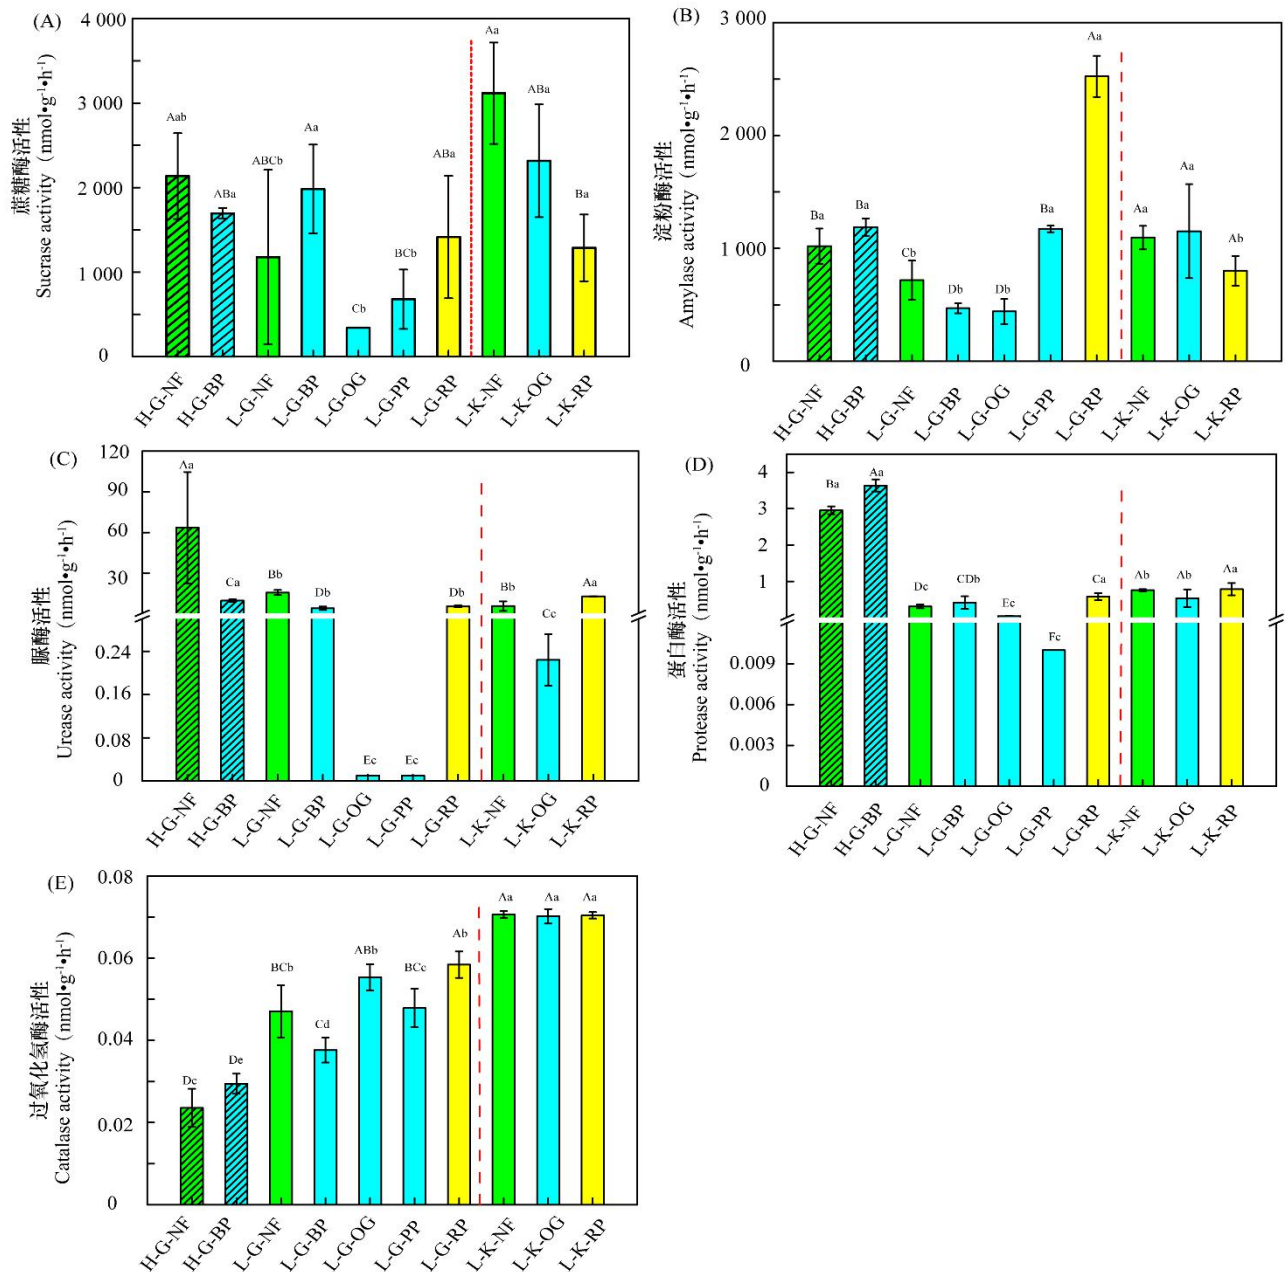 (A)
蔗糖酶活性
Sucrase activity（nmol•g⁻¹•h⁻¹）
4 000
3 000
2 000
1 000
0
Aab
ABa
ABCb
Aa
Cb
BCb
ABa
Aa
ABa
Ba
H-G-NF
H-G-BP
L-G-NF
L-G-BP
L-G-OG
L-G-PP
L-G-RP
L-K-NF
L-K-OG
L-K-RP
(B)
淀粉酶活性
Amylase activity（nmol•g⁻¹•h⁻¹）
3 000
2 000
1 000
0
Ba
Ba
Cb
Db
Db
Ba
Aa
Aa
Aa
Ab
H-G-NF
H-G-BP
L-G-NF
L-G-BP
L-G-OG
L-G-PP
L-G-RP
L-K-NF
L-K-OG
L-K-RP
(C)
脲酶活性
Urease activity（nmol•g⁻¹•h⁻¹）
120
90
60
30
0.24
0.16
0.08
0
Aa
Ca
Bb
Db
Ec
Ec
Db
Bb
Cc
Aa
H-G-NF
H-G-BP
L-G-NF
L-G-BP
L-G-OG
L-G-PP
L-G-RP
L-K-NF
L-K-OG
L-K-RP
(D)
蛋白酶活性
Protease activity（nmol•g⁻¹•h⁻¹）
4
3
2
1
0.009
0.006
0.003
0
Ba
Aa
Dc
CDb
Ec
Fc
Ca
Ab
Ab
Aa
H-G-NF
H-G-BP
L-G-NF
L-G-BP
L-G-OG
L-G-PP
L-G-RP
L-K-NF
L-K-OG
L-K-RP
(E)
过氧化氢酶活性
Catalase activity（nmol•g⁻¹•h⁻¹）
0.08
0.06
0.04
0.02
0
Dc
De
BCb
Cd
ABb
BCc
Ab
Aa
Aa
Aa
H-G-NF
H-G-BP
L-G-NF
L-G-BP
L-G-OG
L-G-PP
L-G-RP
L-K-NF
L-K-OG
L-K-RP